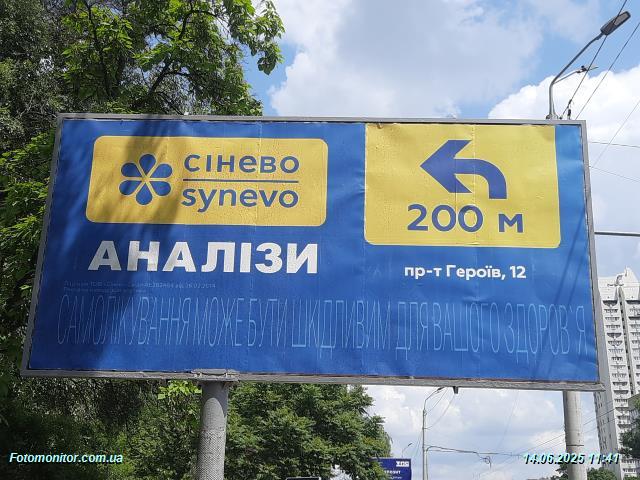 сінево
synevo
АНАЛІЗИ
200 м
пр-т Героїв, 12
САМОЛІКУВАННЯ МОЖЕ БУТИ ШКІДЛИВИМ ДЛЯ ВАШОГО ЗДОРОВ'Я
Fotomonitor.com.ua
14.06.2025 11:41